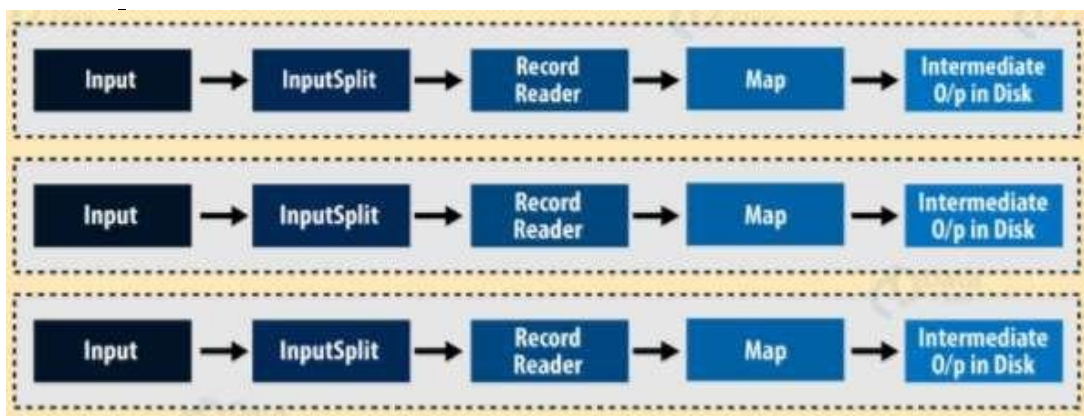 Input
InputSplit
Record
Reader
Map
Intermediate
O/p in Disk
Input
InputSplit
Record
Reader
Map
Intermediate
O/p in Disk
Input
InputSplit
Record
Reader
Map
Intermediate
O/p in Disk